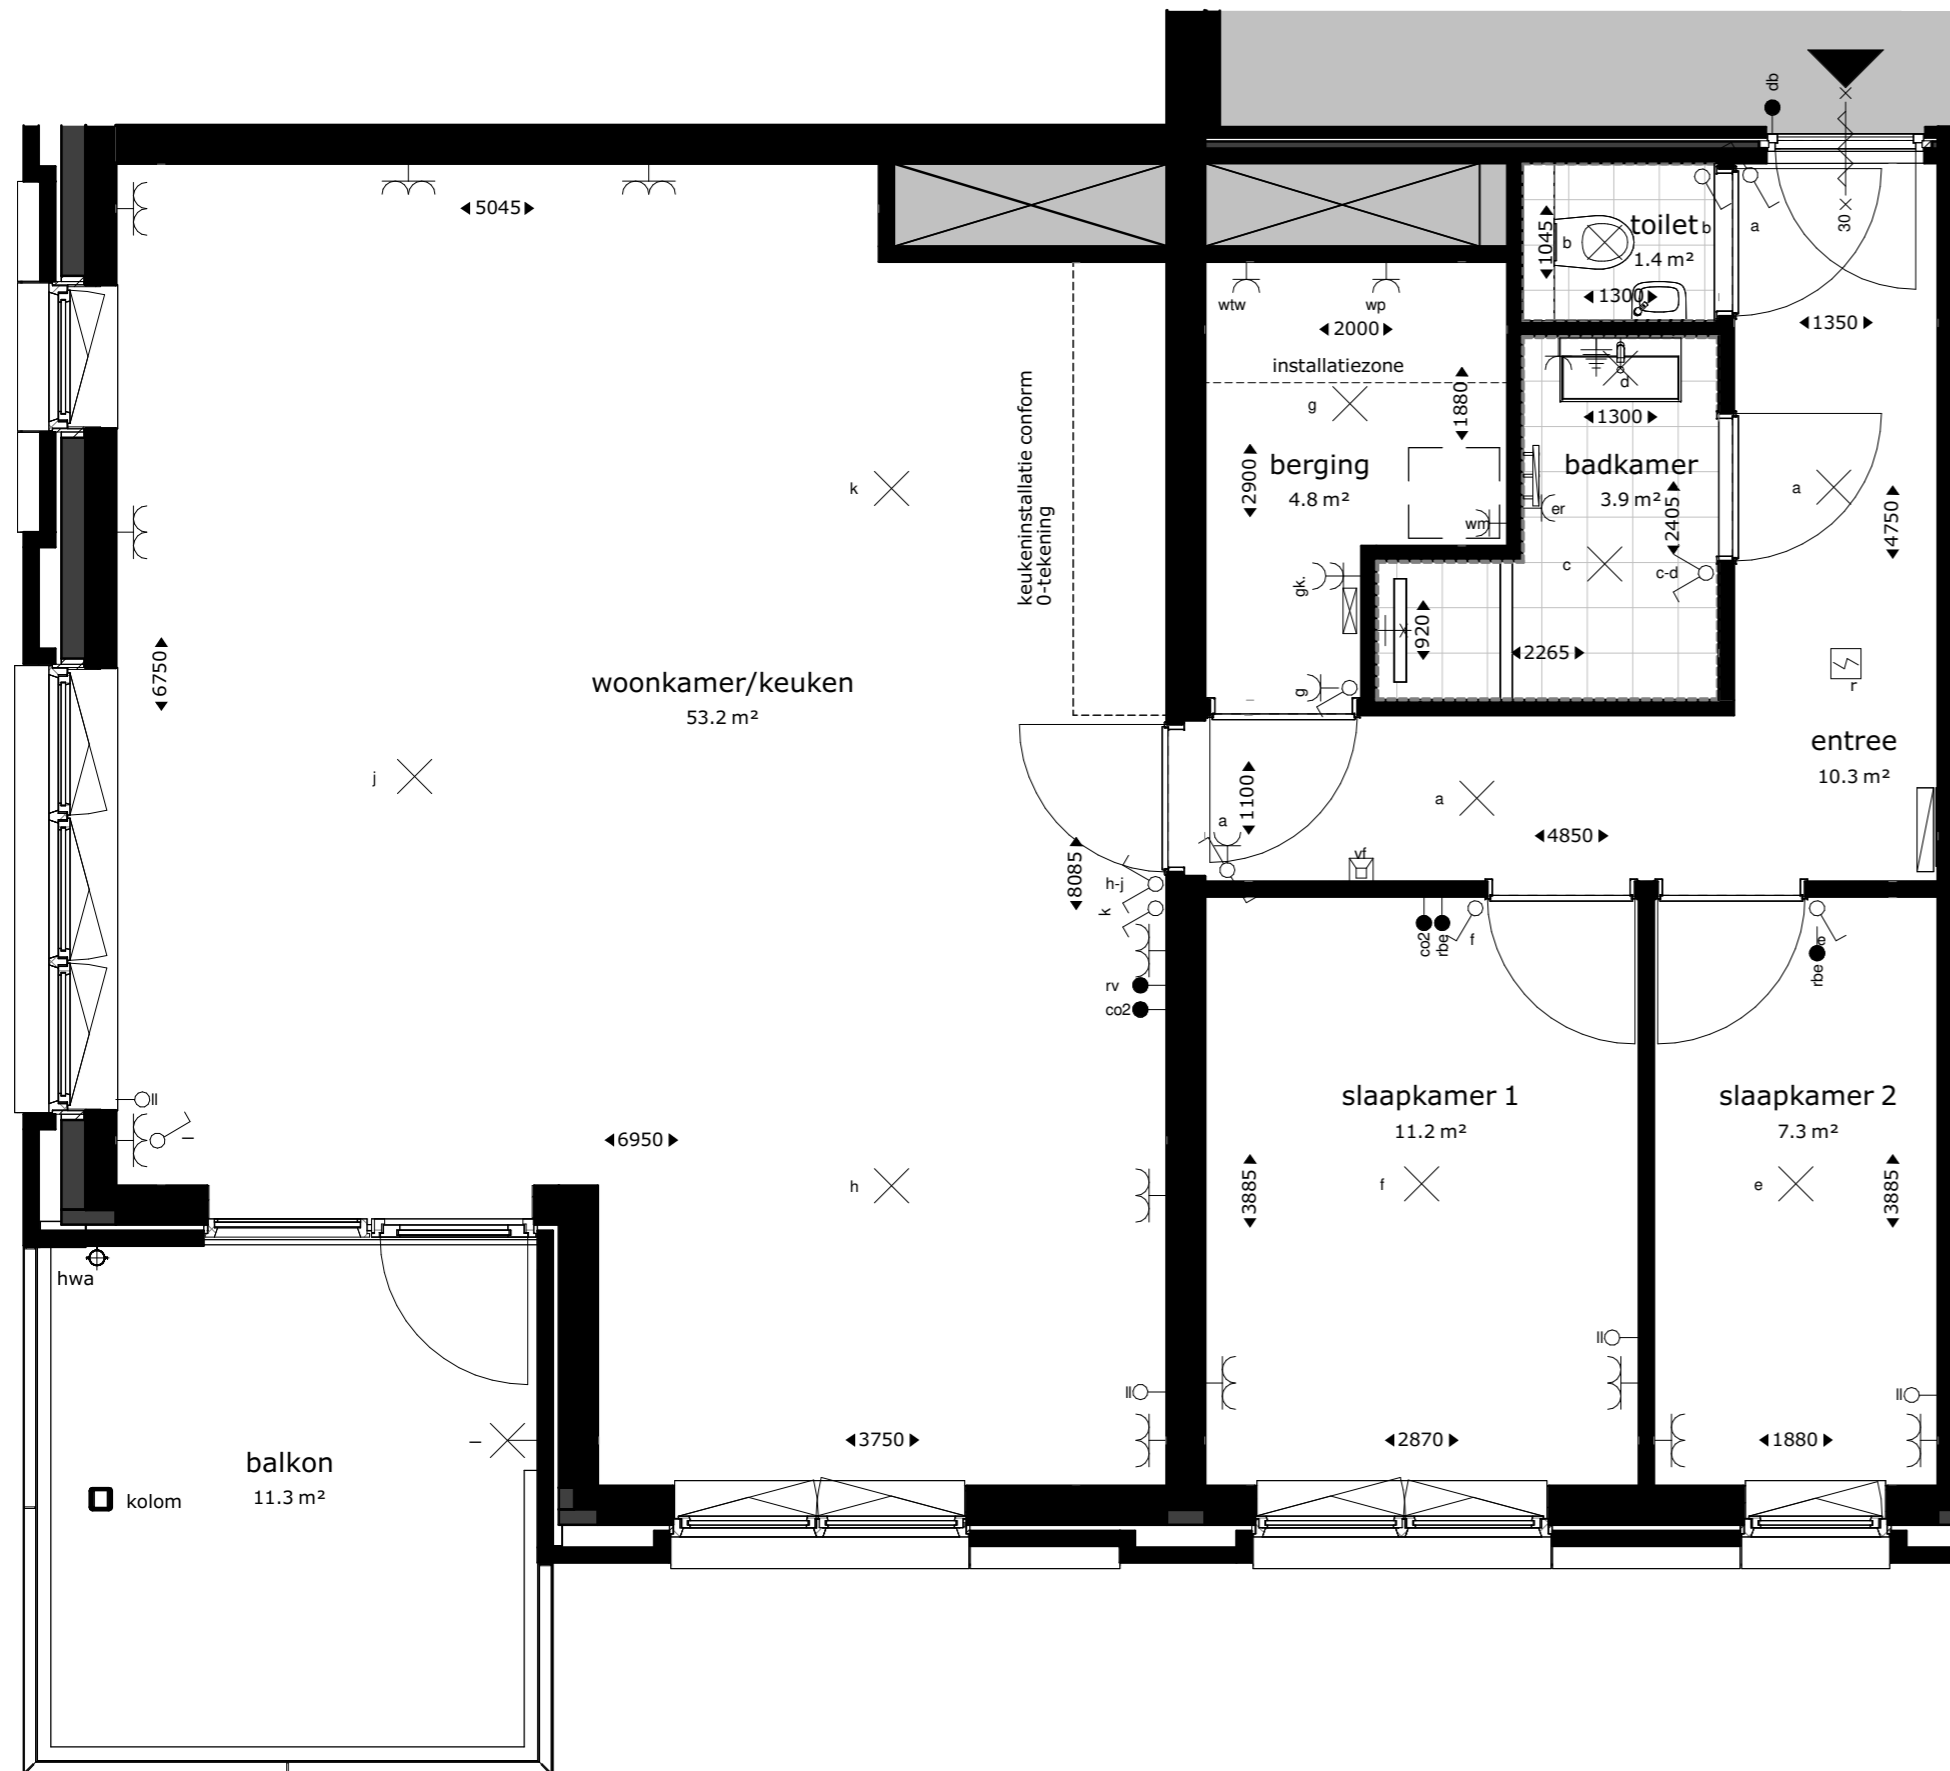 db
5045
30
b
toilet
b
a
1045
1.4 m²
1300
1350
wtw
wp
2000
installatiezone
1880
g
d
1300
keukeninstallatie conform
0-tekening
k
2900
berging
4.8 m²
badkamer
3.9 m²
2405
a
4750
wm
er
c
c-d
gk.
920
2265
6750
woonkamer/keuken
53.2 m²
g
r
entree
10.3 m²
j
a
1100
a
4850
8085
vf
h-j
k
co2
rbe
f
e
rbe
rv
co2
ll
l
6950
slaapkamer 1
11.2 m²
slaapkamer 2
7.3 m²
h
3885
f
e
3885
hwa
ll
ll
ll
l
3750
2870
1880
balkon
11.3 m²
kolom